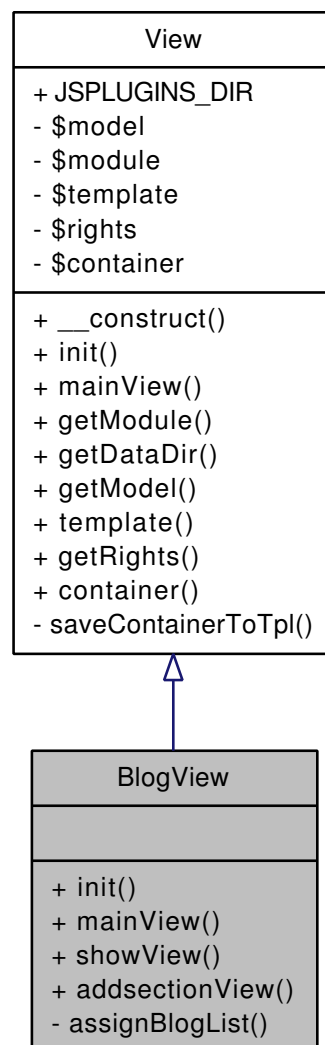 View
+ JSPLUGINS_DIR
- $model
- $module
- $template
- $rights
- $container
+ __construct()
+ init()
+ mainView()
+ getModule()
+ getDataDir()
+ getModel()
+ template()
+ getRights()
+ container()
- saveContainerToTpl()
BlogView
+ init()
+ mainView()
+ showView()
+ addsectionView()
- assignBlogList()